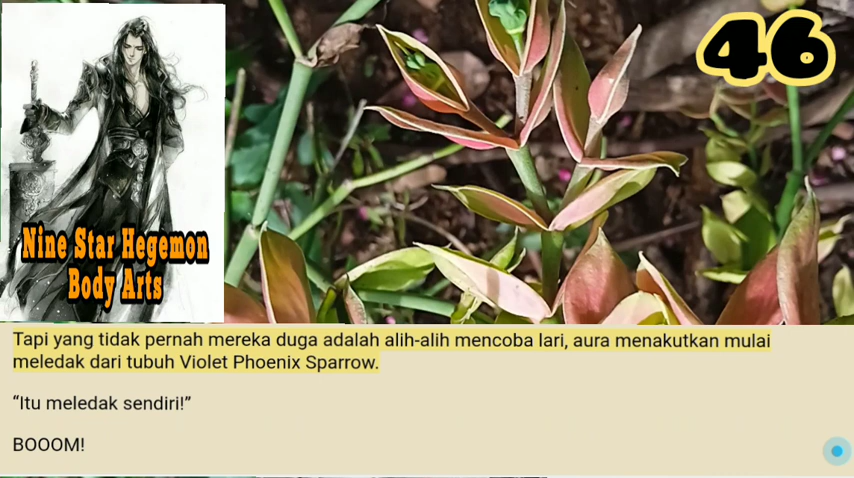 46
Nine Star Hegemon
Body Arts
Tapi yang tidak pernah mereka duga adalah alih-alih mencoba lari, aura menakutkan mulai
meledak dari tubuh Violet Phoenix Sparrow.
“Itu meledak sendiri!”
BOOOM!